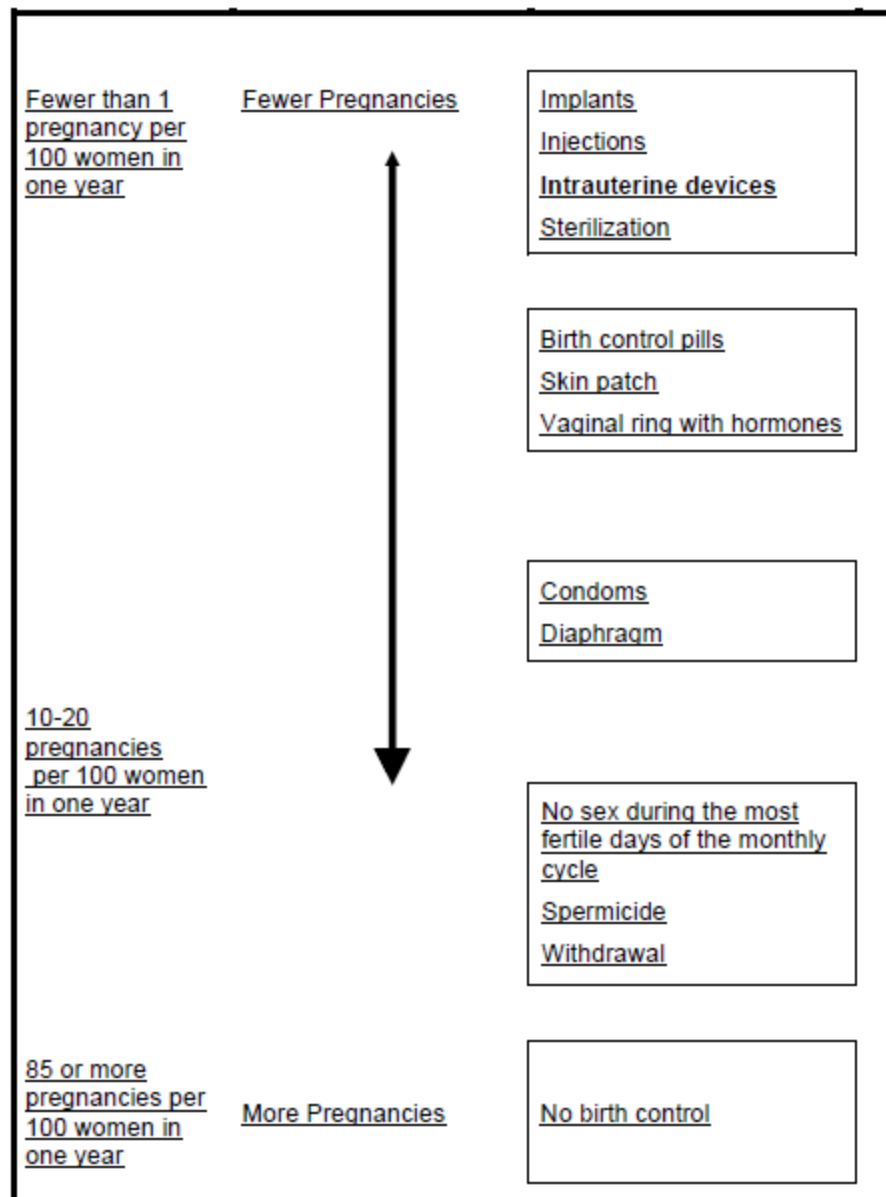 Fewer than 1
pregnancy per
100 women in
one year
Fewer Pregnancies
Implants
Injections
Intrauterine devices
Sterilization
Birth control pills
Skin patch
Vaginal ring with hormones
Condoms
Diaphragm
10-20
pregnancies
per 100 women
in one year
No sex during the most
fertile days of the monthly
cycle
Spermicide
Withdrawal
85 or more
pregnancies per
100 women in
one year
More Pregnancies
No birth control